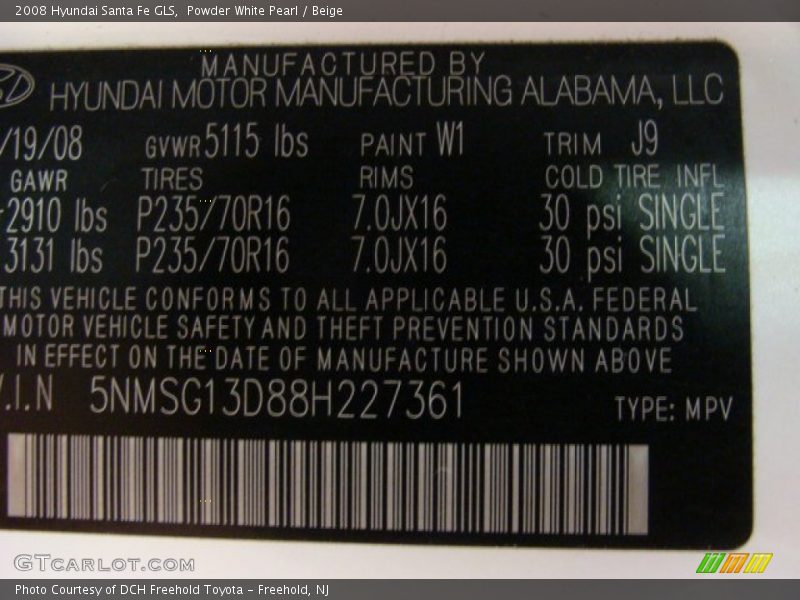 2008 Hyundai Santa Fe GLS, Powder White Pearl / Beige
MANUFACTURED BY
HYUNDAI MOTOR MANUFACTURING ALABAMA, LLC
/19/08 GVWR 5115 lbs PAINT W1 TRIM J9
GAWR TIRES RIMS COLD TIRE INFL
2910 lbs P235/70R16 7.0JX16 30 psi SINGLE
3131 lbs P235/70R16 7.0JX16 30 psi SINGLE
THIS VEHICLE CONFORMS TO ALL APPLICABLE U.S.A. FEDERAL
MOTOR VEHICLE SAFETY AND THEFT PREVENTION STANDARDS
IN EFFECT ON THE DATE OF MANUFACTURE SHOWN ABOVE
V.I.N 5NMSG13D88H227361
TYPE: MPV
GTCARLOT.COM
Photo Courtesy of DCH Freehold Toyota - Freehold, NJ